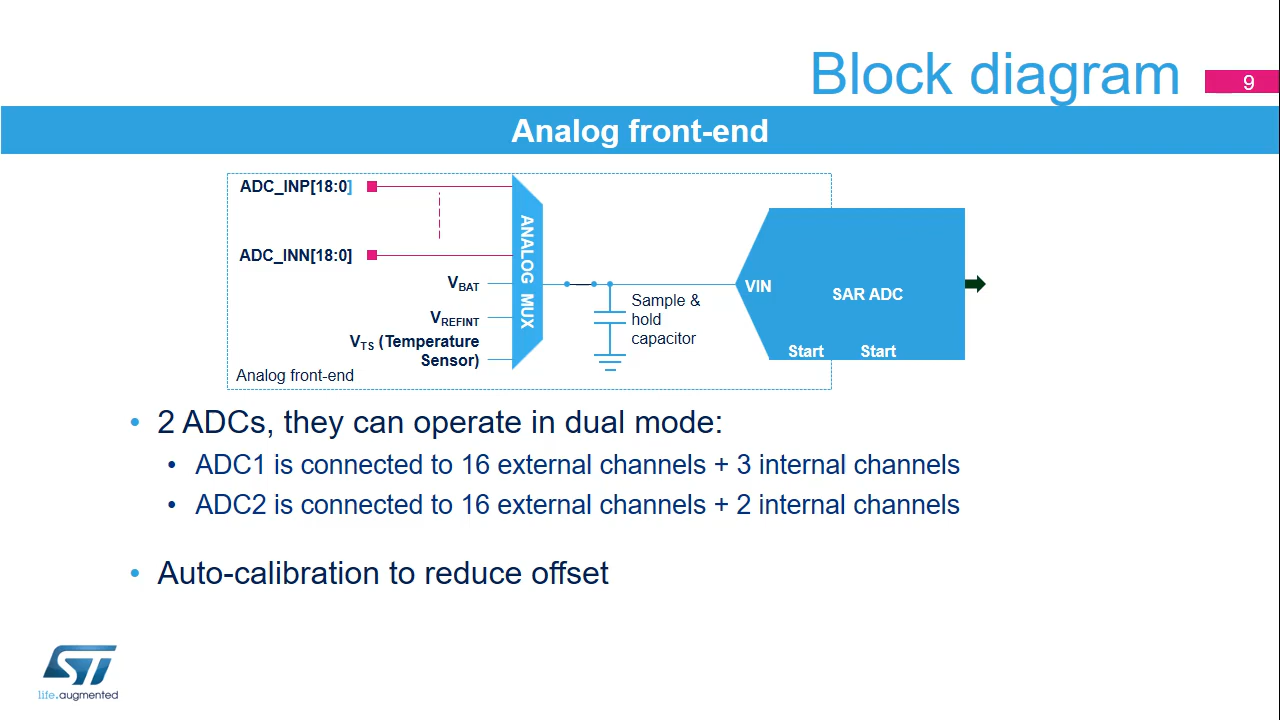 Block diagram
9
Analog front-end
ADC_INP[18:0]
ADC_INN[18:0]
VBAT
VREFINT
VTS (Temperature
Sensor)
Analog front-end
ANALOG MUX
Sample &
hold
capacitor
VIN
SAR ADC
Start Start
• 2 ADCs, they can operate in dual mode:
• ADC1 is connected to 16 external channels + 3 internal channels
• ADC2 is connected to 16 external channels + 2 internal channels
• Auto-calibration to reduce offset
ST
life.augmented